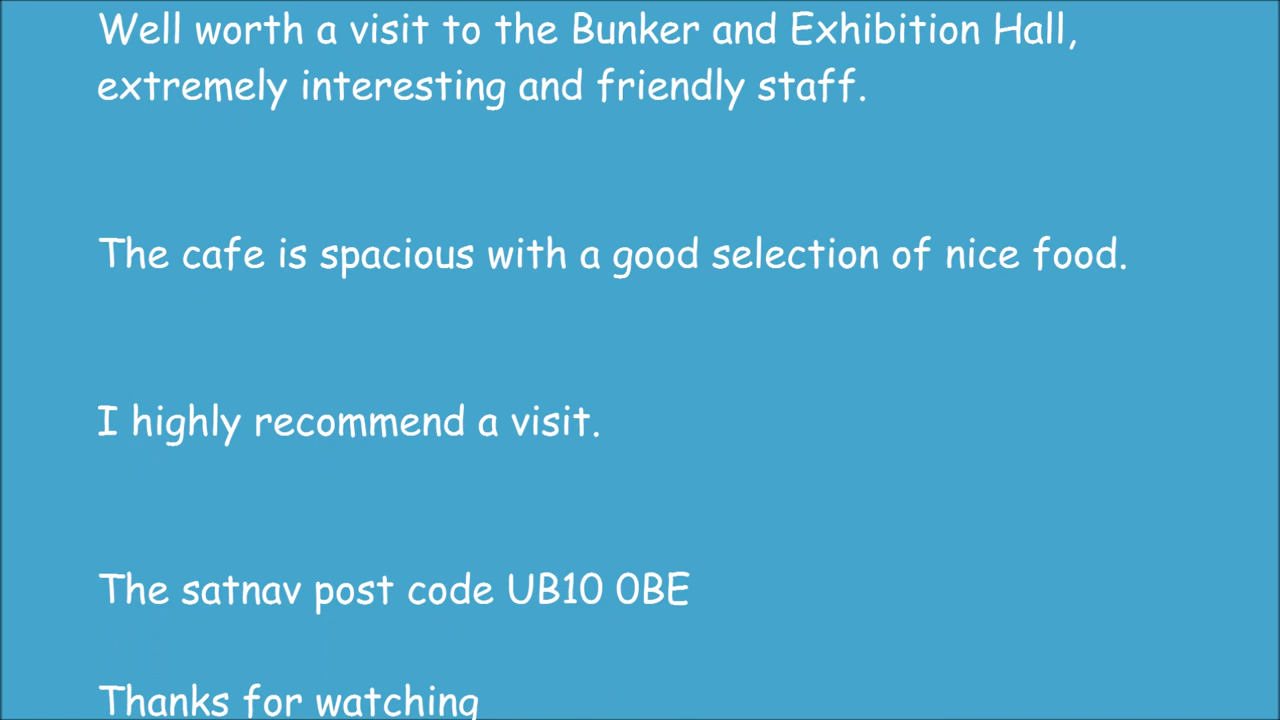 Well worth a visit to the Bunker and Exhibition Hall,
extremely interesting and friendly staff.
The cafe is spacious with a good selection of nice food.
I highly recommend a visit.
The satnav post code UB10 0BE
Thanks for watching